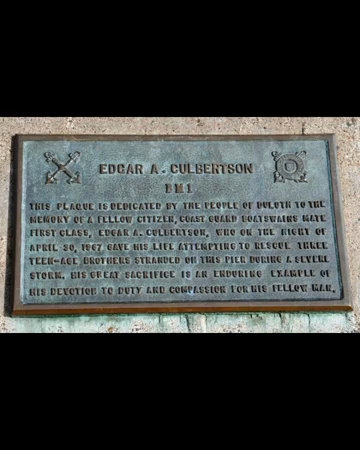 EDGAR A. CULBERTSON
BM1
THIS PLAQUE IS DEDICATED BY THE PEOPLE OF DULUTH TO THE
MEMORY OF A FELLOW CITIZEN, COAST GUARD BOATSWAINS MATE
FIRST CLASS, EDGAR A. CULBERTSON, WHO ON THE NIGHT OF
APRIL 30, 1967 GAVE HIS LIFE ATTEMPTING TO RESCUE THREE
TEEN-AGE BROTHERS STRANDED ON THIS PIER DURING A SEVERE
STORM. HIS GREAT SACRIFICE IS AN ENDURING EXAMPLE OF
HIS DEVOTION TO DUTY AND COMPASSION FOR HIS FELLOW MAN.